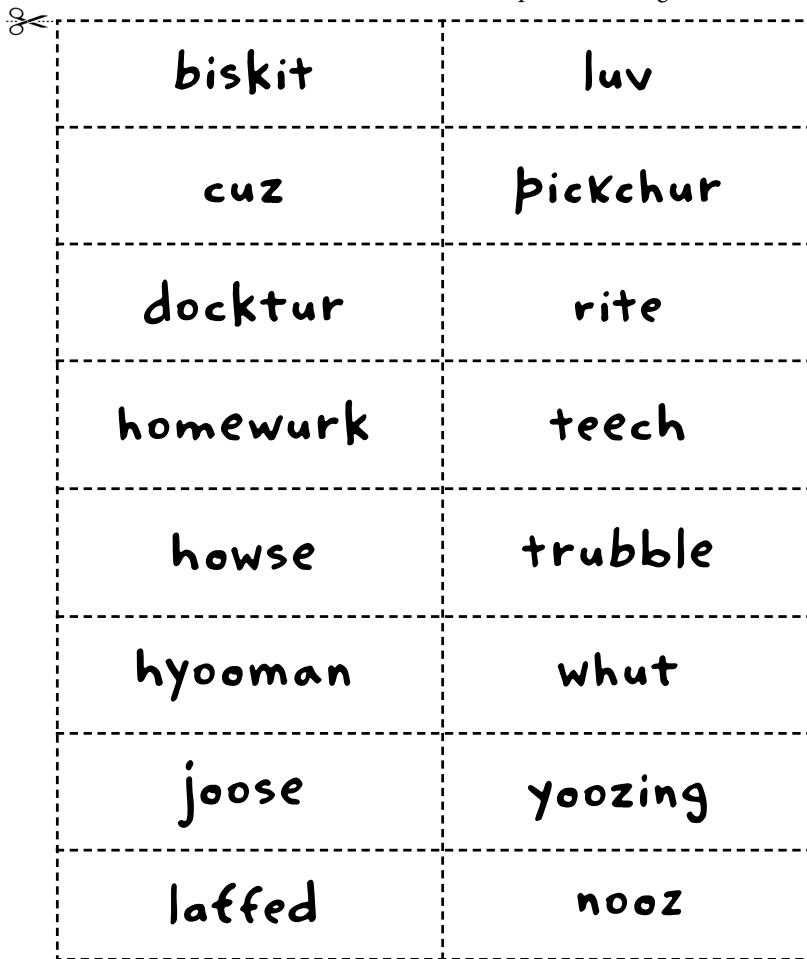 biskit luv
cuz pickchur
docktur rite
homewurk teech
howse trubble
hyooman whut
joose yoozing
laffed nooz